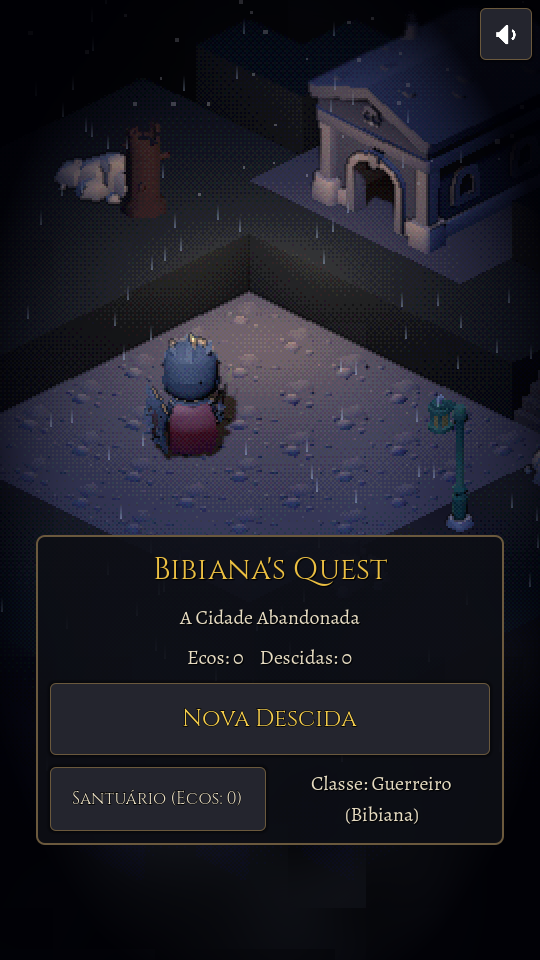 Bibiana's Quest
A Cidade Abandonada
Ecos: 0 Descidas: 0
Nova Descida
Santuário (Ecos: 0)
Classe: Guerreiro
(Bibiana)